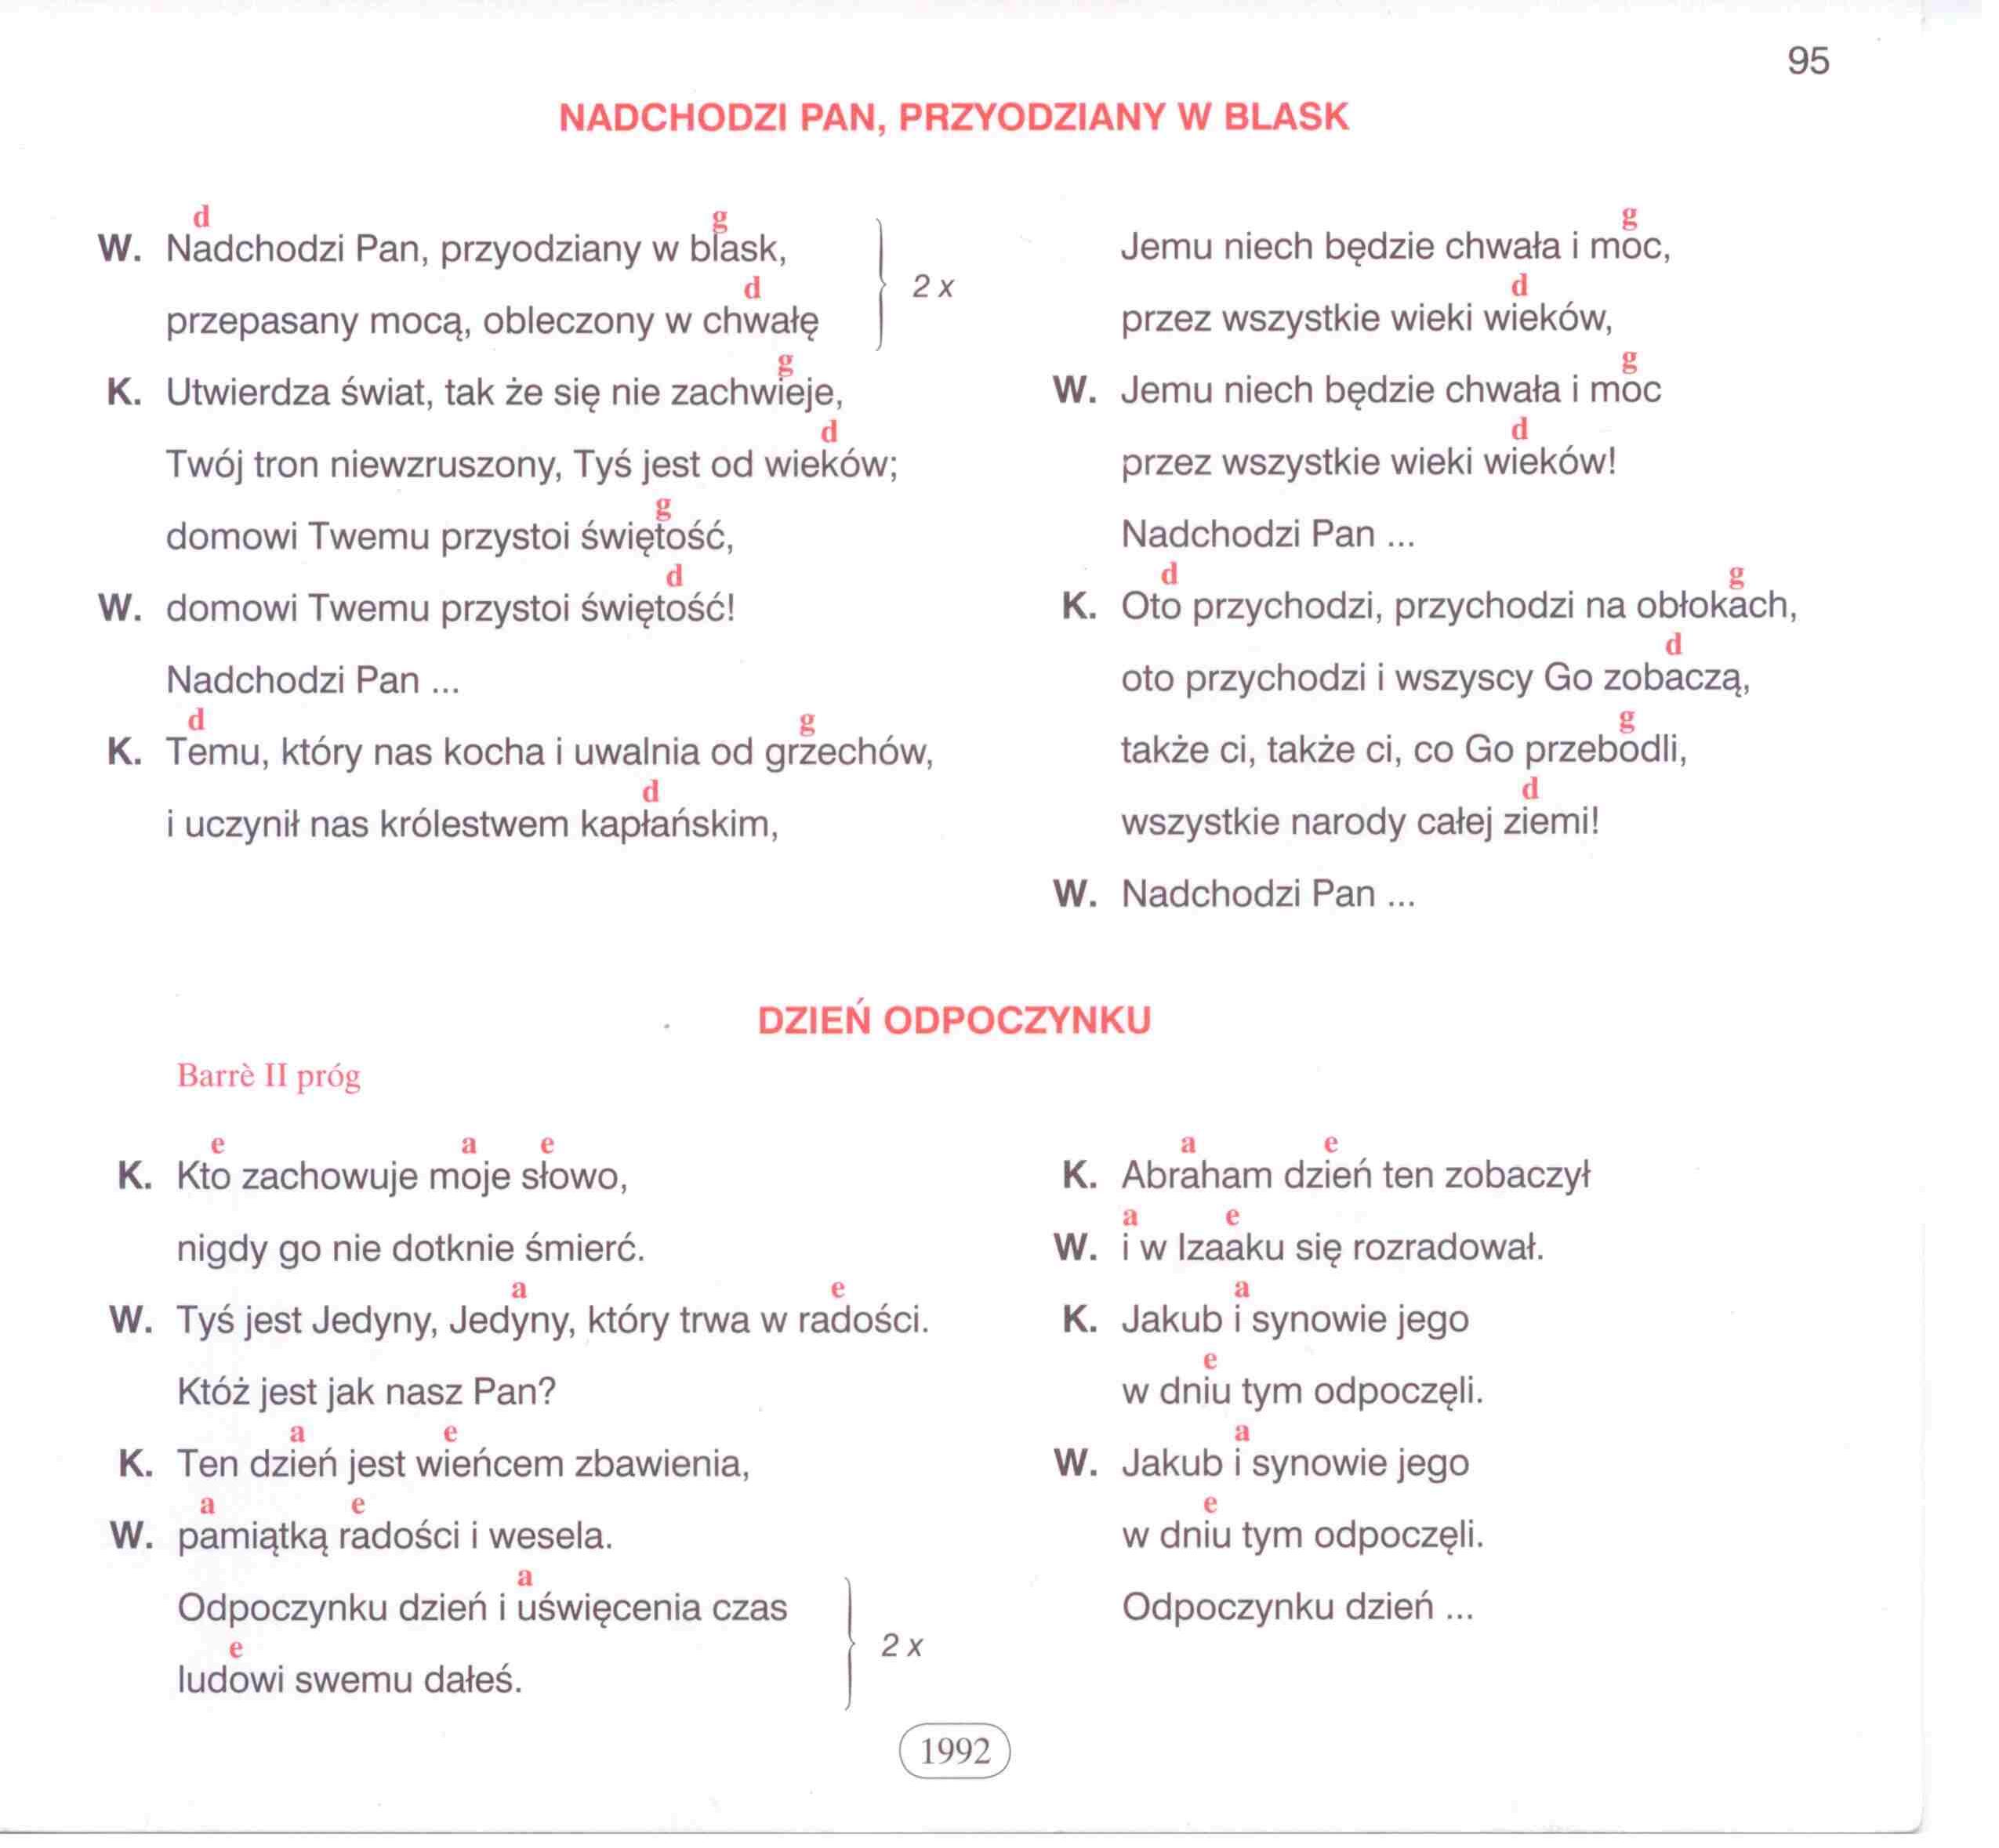 95
NADCHODZI PAN, PRZYODZIANY W BLASK
d g
W. Nadchodzi Pan, przyodziany w blask,
d
przepasany mocą, obleczony w chwałę
2 x
g
K. Utwierdza świat, tak że się nie zachwieje,
d
Twój tron niewzruszony, Tyś jest od wieków;
g
domowi Twemu przystoi świętość,
d
W. domowi Twemu przystoi świętość!
Nadchodzi Pan ...
d g
K. Temu, który nas kocha i uwalnia od grzechów,
d
i uczynił nas królestwem kapłańskim,
g
Jemu niech będzie chwała i moc,
d
przez wszystkie wieki wieków,
g
W. Jemu niech będzie chwała i moc
d
przez wszystkie wieki wieków!
Nadchodzi Pan ...
d g
K. Oto przychodzi, przychodzi na obłokach,
d
oto przychodzi i wszyscy Go zobaczą,
g
także ci, także ci, co Go przebodli,
d
wszystkie narody całej ziemi!
W. Nadchodzi Pan ...
DZIEŃ ODPOCZYNKU
Barrè II próg
e a e
K. Kto zachowuje moje słowo,
nigdy go nie dotknie śmierć.
a e
W. Tyś jest Jedyny, Jedyny, który trwa w radości.
Któż jest jak nasz Pan?
a e
K. Ten dzień jest wieńcem zbawienia,
a e
W. pamiątką radości i wesela.
a
Odpoczynku dzień i uświęcenia czas
e
ludowi swemu dałeś.
2 x
a e
K. Abraham dzień ten zobaczył
a e
W. i w Izaaku się rozradował.
a
K. Jakub i synowie jego
e
w dniu tym odpoczęli.
a
W. Jakub i synowie jego
e
w dniu tym odpoczęli.
Odpoczynku dzień ...
1992